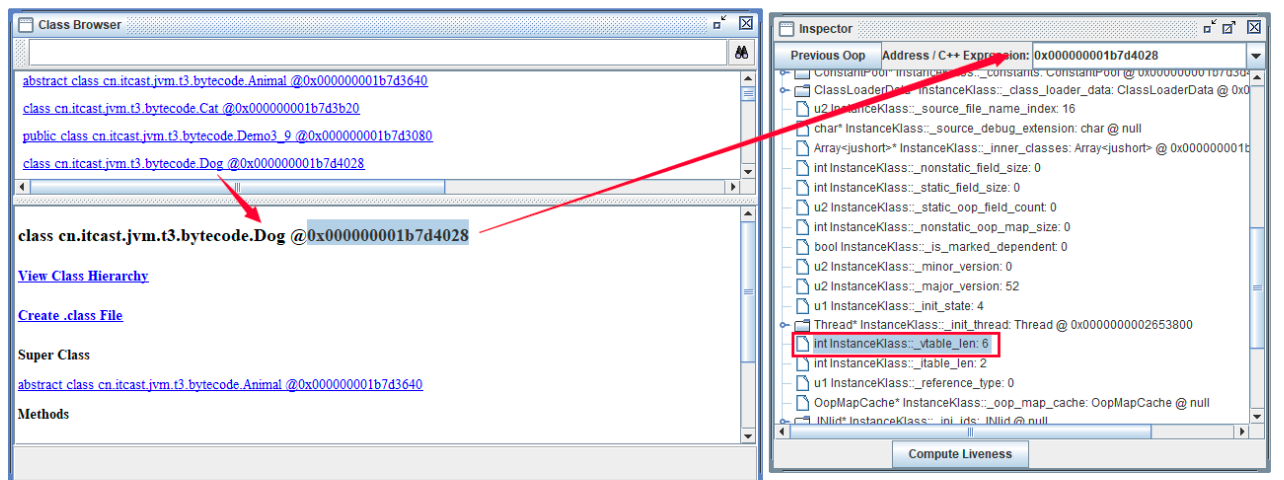 Class Browser
abstract class cn.itcast.jvm.t3.bytecode.Animal @0x000000001b7d3640
class cn.itcast.jvm.t3.bytecode.Cat @0x000000001b7d3b20
public class cn.itcast.jvm.t3.bytecode.Demo3_9 @0x000000001b7d3080
class cn.itcast.jvm.t3.bytecode.Dog @0x000000001b7d4028
class cn.itcast.jvm.t3.bytecode.Dog @0x000000001b7d4028
View Class Hierarchy
Create .class File
Super Class
abstract class cn.itcast.jvm.t3.bytecode.Animal @0x000000001b7d3640
Methods
Inspector
Previous Oop Address / C++ Expression: 0x000000001b7d4028
ConstantPool* InstanceKlass::_constants: ConstantPool @
ClassLoaderData* InstanceKlass::_class_loader_data: ClassLoaderData @ 0x0
u2 InstanceKlass::_source_file_name_index: 16
char* InstanceKlass::_source_debug_extension: char @ null
Array<jushort>* InstanceKlass::_inner_classes: Array<jushort> @ 0x000000001b
int InstanceKlass::_nonstatic_field_size: 0
int InstanceKlass::_static_field_size: 0
u2 InstanceKlass::_static_oop_field_count: 0
int InstanceKlass::_nonstatic_oop_map_size: 0
bool InstanceKlass::_is_marked_dependent: 0
u2 InstanceKlass::_minor_version: 0
u2 InstanceKlass::_major_version: 52
u1 InstanceKlass::_init_state: 4
Thread* InstanceKlass::_init_thread: Thread @ 0x0000000002653800
int InstanceKlass::_vtable_len: 6
int InstanceKlass::_itable_len: 2
u1 InstanceKlass::_reference_type: 0
OopMapCache* InstanceKlass::_oop_map_cache: OopMapCache @ null
JNIid* InstanceKlass::_jni_ids: JNIid @ null
Compute Liveness